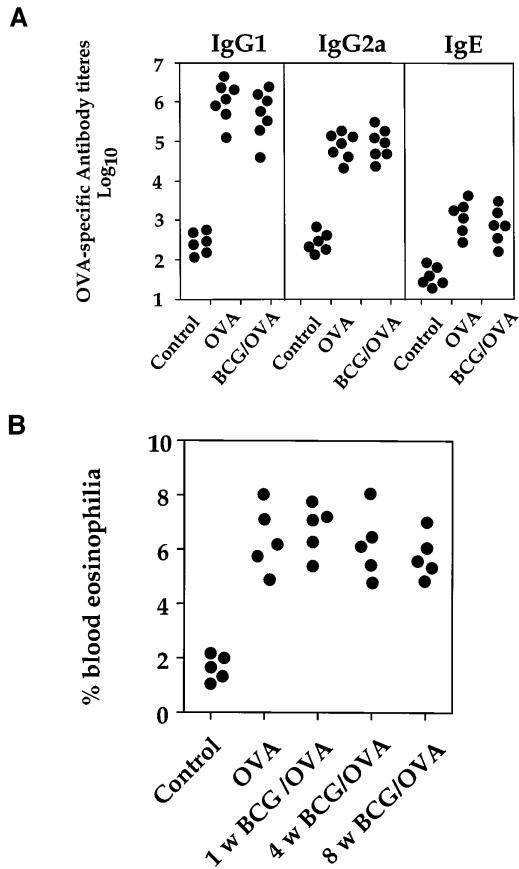 A
IgG1 IgG2a IgE
OVA-specific Antibody titeres
Log10
7
6
5
4
3
2
1
Control OVA BCG/OVA Control OVA BCG/OVA Control OVA BCG/OVA
B
% blood eosinophilia
10
8
6
4
2
0
Control OVA 1 w BCG /OVA 4 w BCG/OVA 8 w BCG/OVA